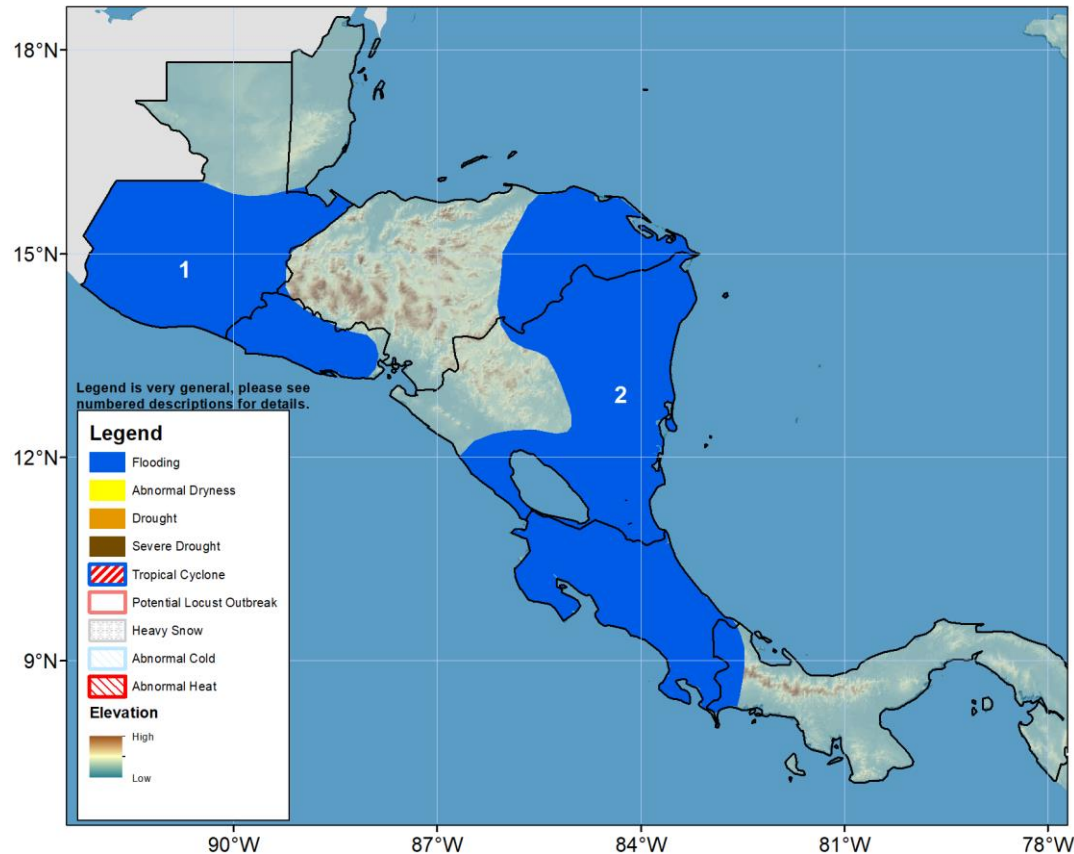 18°N
15°N
12°N
9°N
1
2
Legend is very general, please see
numbered descriptions for details.
Legend
Flooding
Abnormal Dryness
Drought
Severe Drought
Tropical Cyclone
Potential Locust Outbreak
Heavy Snow
Abnormal Cold
Abnormal Heat
Elevation
High
Low
90°W
87°W
84°W
81°W
78°W